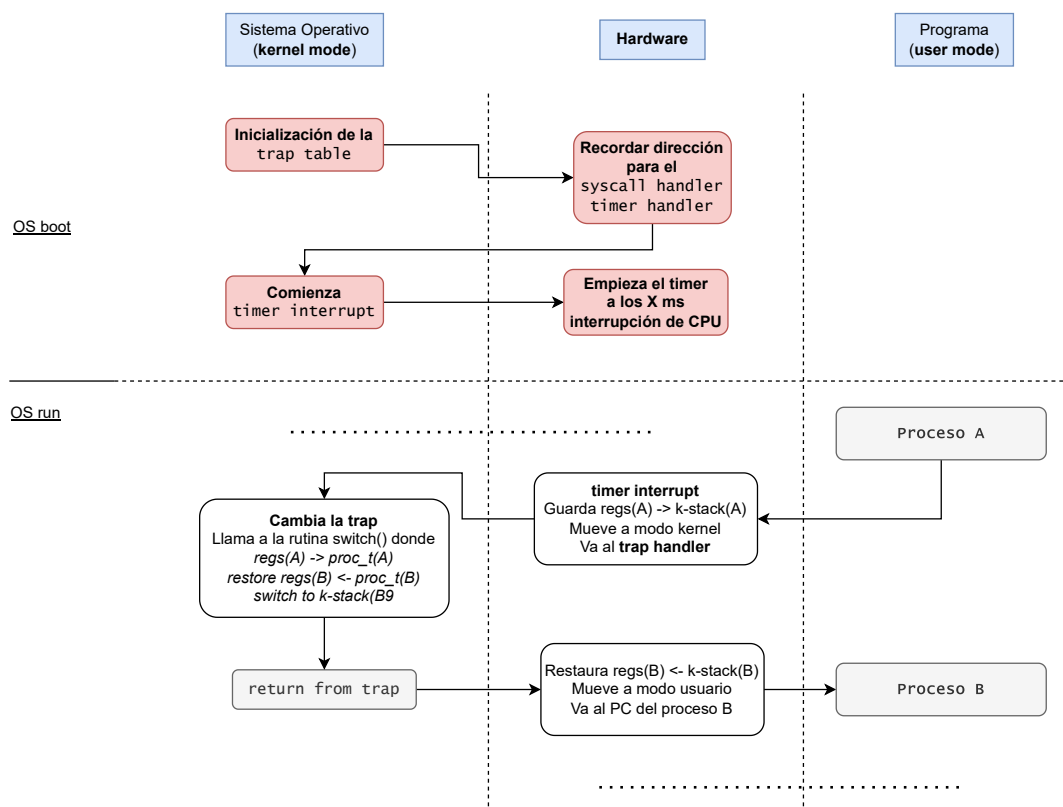 Sistema Operativo
(kernel mode)
Hardware
Programa
(user mode)
Inicialización de la
trap table
Recordar dirección
para el
syscall handler
timer handler
OS boot
Comienza
timer interrupt
Empieza el timer
a los X ms
interrupción de CPU
OS run
Proceso A
timer interrupt
Guarda regs(A) -> k-stack(A)
Mueve a modo kernel
Va al trap handler
Cambia la trap
Llama a la rutina switch() donde
regs(A) -> proc_t(A)
restore regs(B) <- proc_t(B)
switch to k-stack(B9
return from trap
Restaura regs(B) <- k-stack(B)
Mueve a modo usuario
Va al PC del proceso B
Proceso B